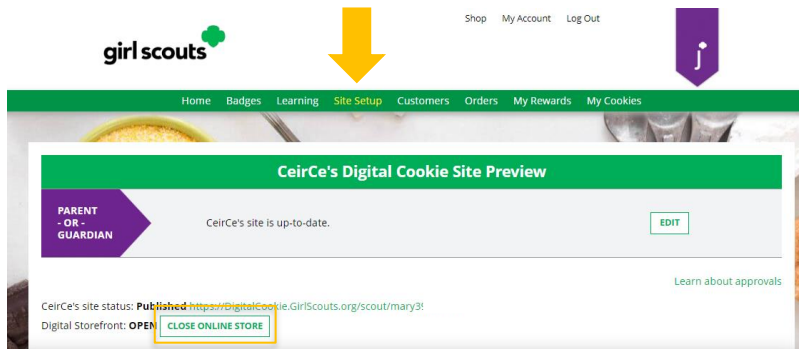 Shop My Account Log Out
girl scouts
j
Home Badges Learning Site Setup Customers Orders My Rewards My Cookies
CeirCe's Digital Cookie Site Preview
PARENT
- OR -
GUARDIAN
CeirCe's site is up-to-date.
EDIT
Learn about approvals
CeirCe's site status: Published https://DigitalCookie.GirlScouts.org/scout/mary39
Digital Storefront: OPEN CLOSE ONLINE STORE